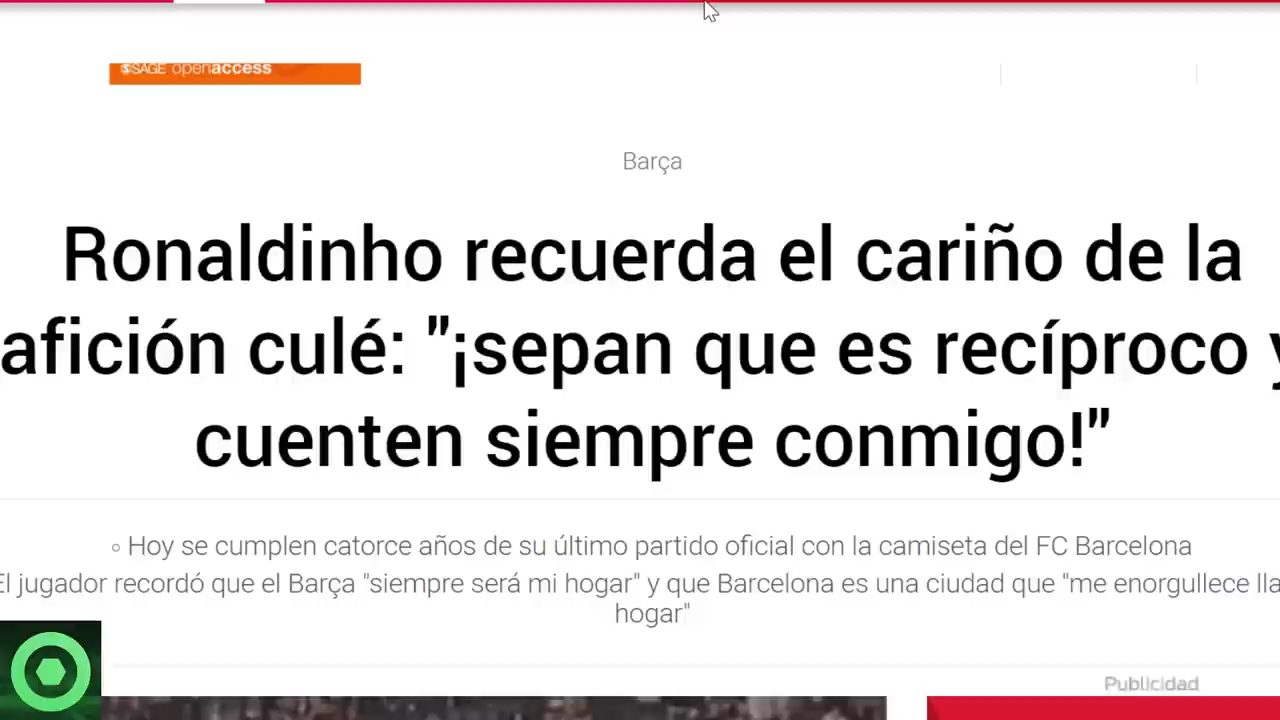 SAGE openaccess
Barça
Ronaldinho recuerda el cariño de la
afición culé: "¡sepan que es recíproco y
cuenten siempre conmigo!"
Hoy se cumplen catorce años de su último partido oficial con la camiseta del FC Barcelona
El jugador recordó que el Barça "siempre será mi hogar" y que Barcelona es una ciudad que "me enorgullece lla
hogar"
Publicidad